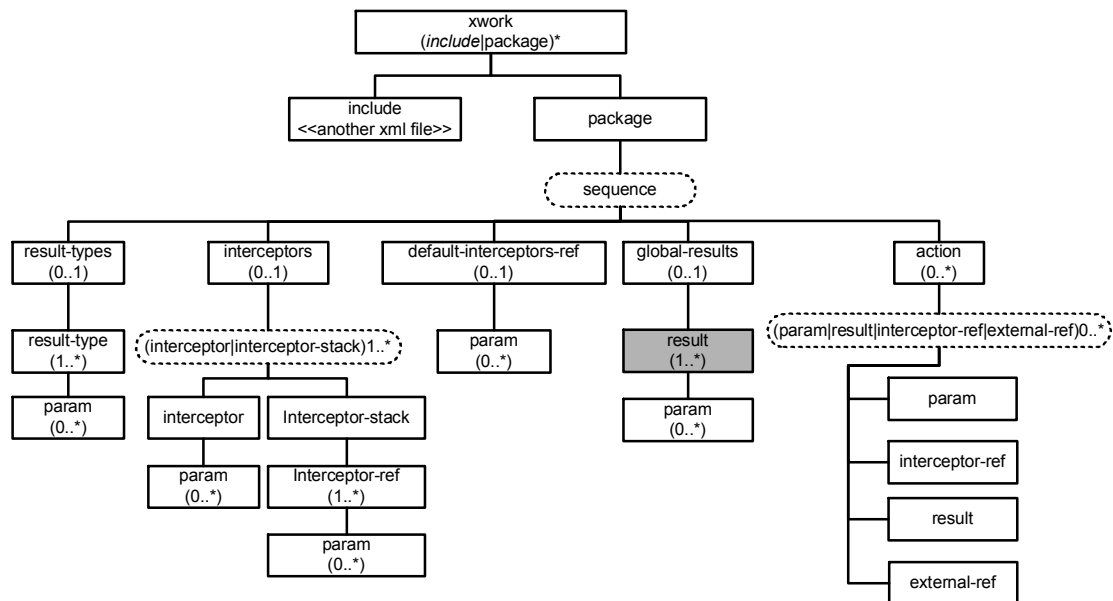 xwork
(include|package)*
include
<<another xml file>>
package
sequence
result-types
(0..1)
interceptors
(0..1)
default-interceptors-ref
(0..1)
global-results
(0..1)
action
(0..*)
result-type
(1..*)
(interceptor|interceptor-stack)1..*
param
(0..*)
result
(1..*)
(param|result|interceptor-ref|external-ref)0..*
param
(0..*)
interceptor
Interceptor-stack
param
(0..*)
param
param
(0..*)
Interceptor-ref
(1..*)
interceptor-ref
param
(0..*)
result
external-ref